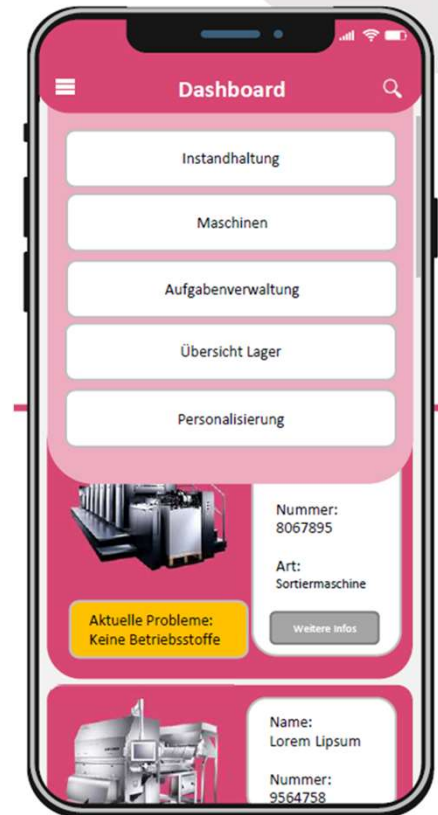 Dashboard
Instandhaltung
Maschinen
Aufgabenverwaltung
Übersicht Lager
Personalisierung
Nummer:
8067895
Art:
Sortiermaschine
Weitere Infos
Aktuelle Probleme:
Keine Betriebsstoffe
Name:
Lorem Lipsum
Nummer:
9564758